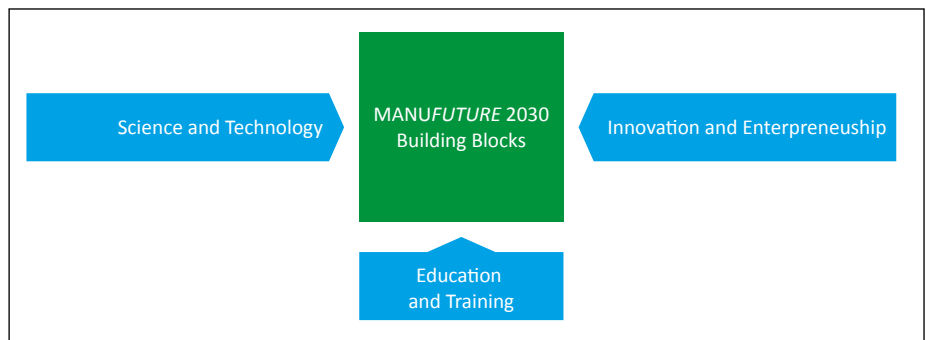 MANUFUTURE 2030
Building Blocks
Science and Technology
Innovation and Enterpreneuship
Education
and Training